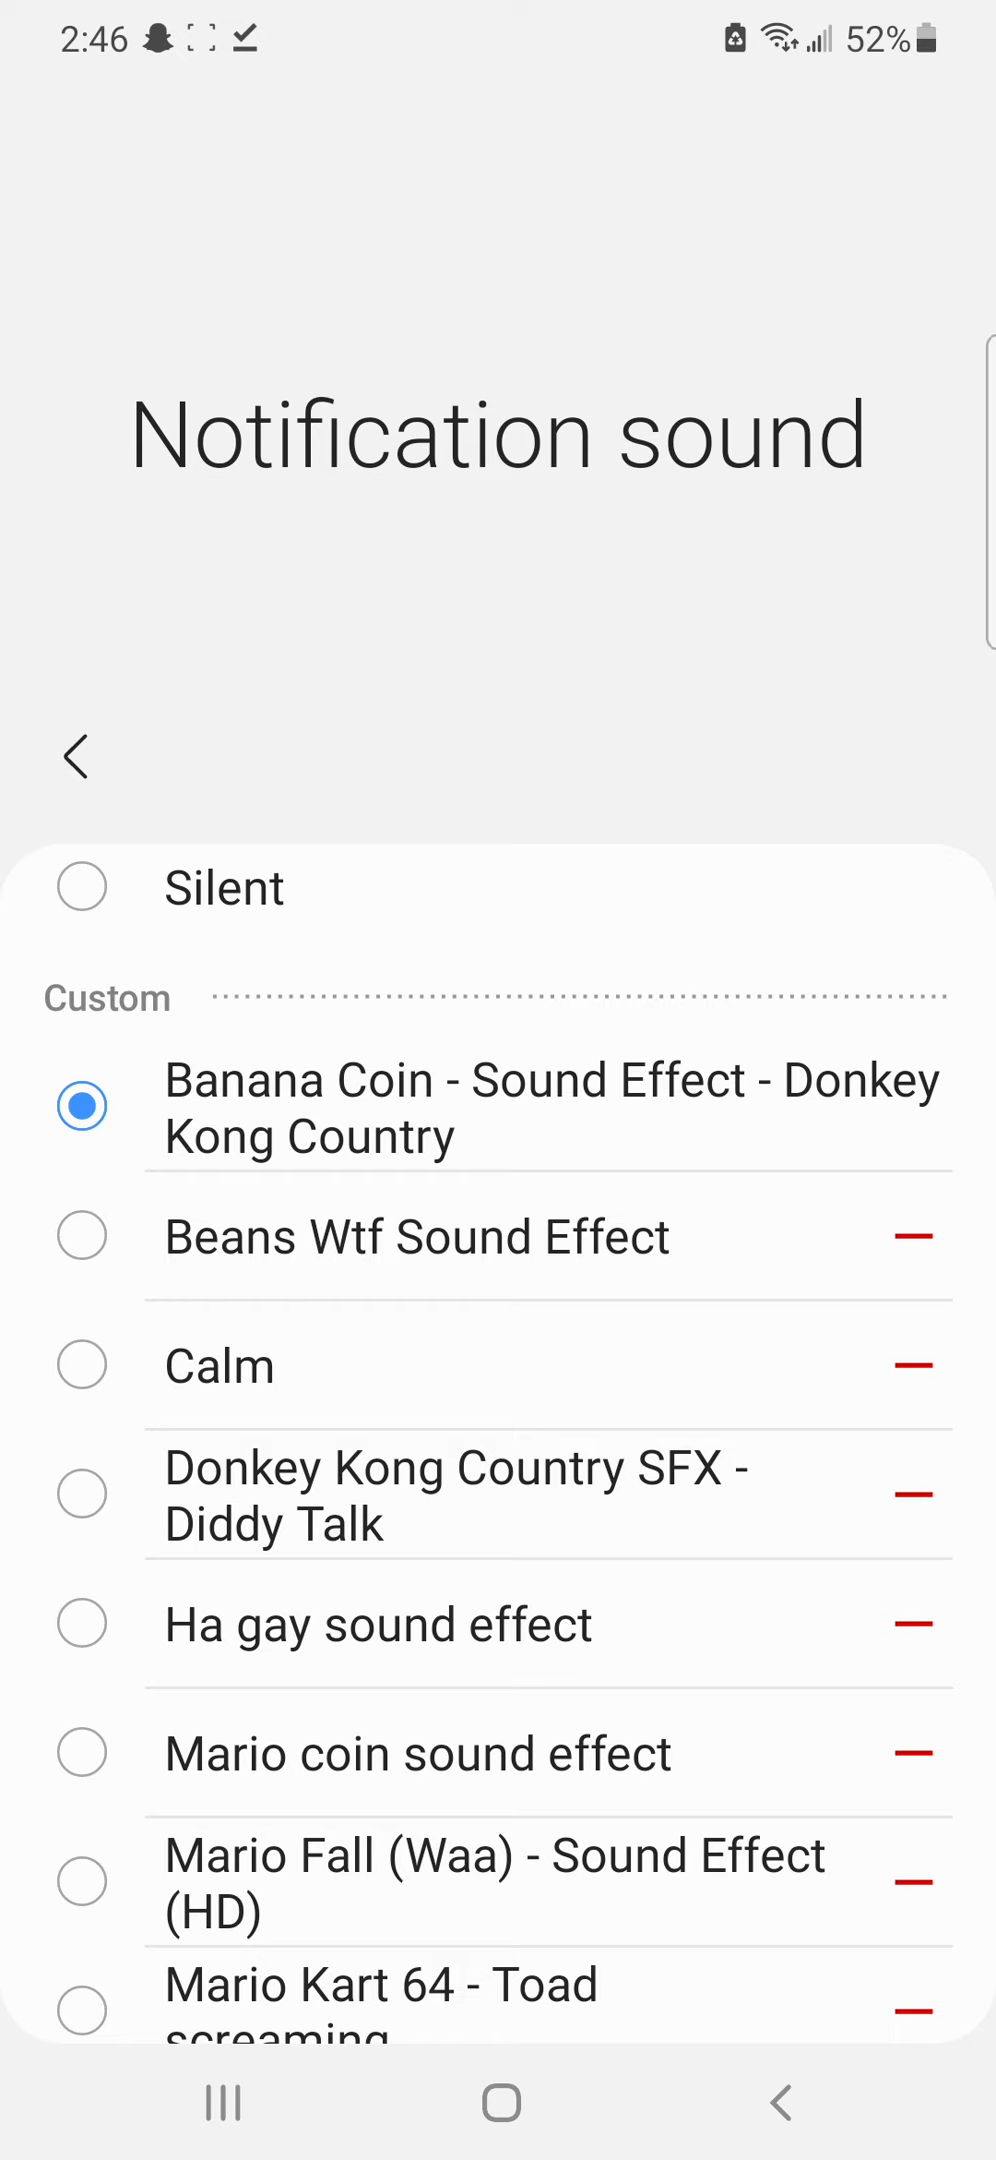 2:46 52%
Notification sound
Silent
Custom
Banana Coin - Sound Effect - Donkey
Kong Country
Beans Wtf Sound Effect
Calm
Donkey Kong Country SFX -
Diddy Talk
Ha gay sound effect
Mario coin sound effect
Mario Fall (Waa) - Sound Effect
(HD)
Mario Kart 64 - Toad
screaming